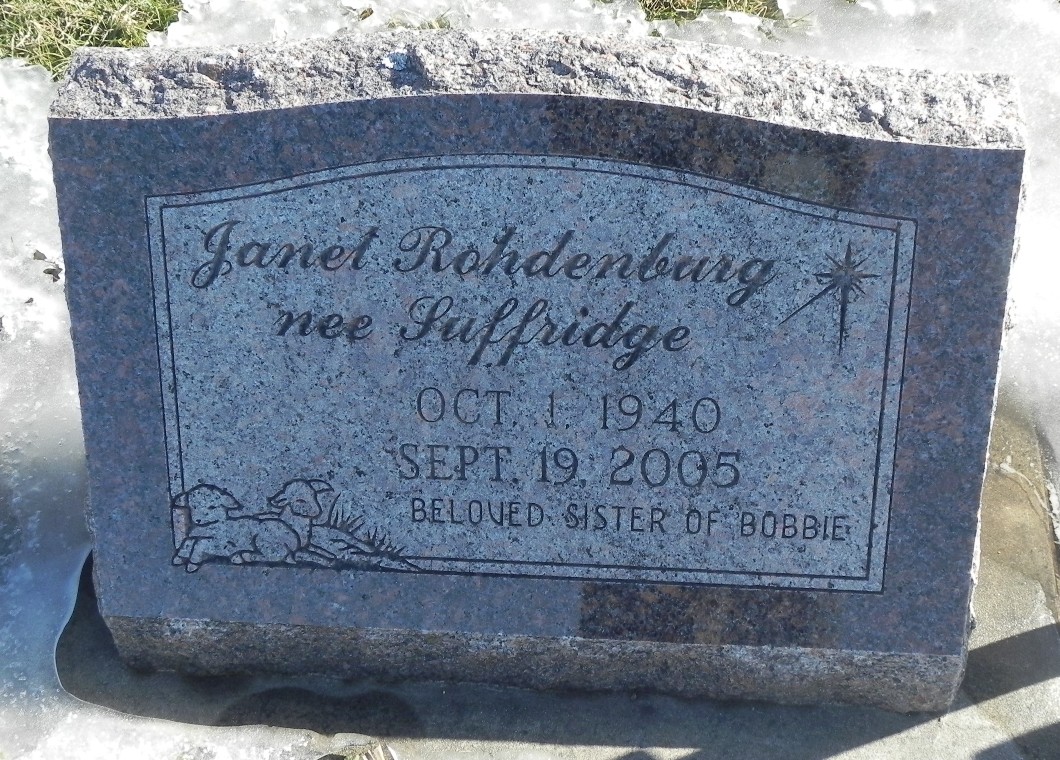 Janet Rohdenburg
nee Suffridge
OCT. 1, 1940
SEPT. 19, 2005
BELOVED SISTER OF BOBBIE